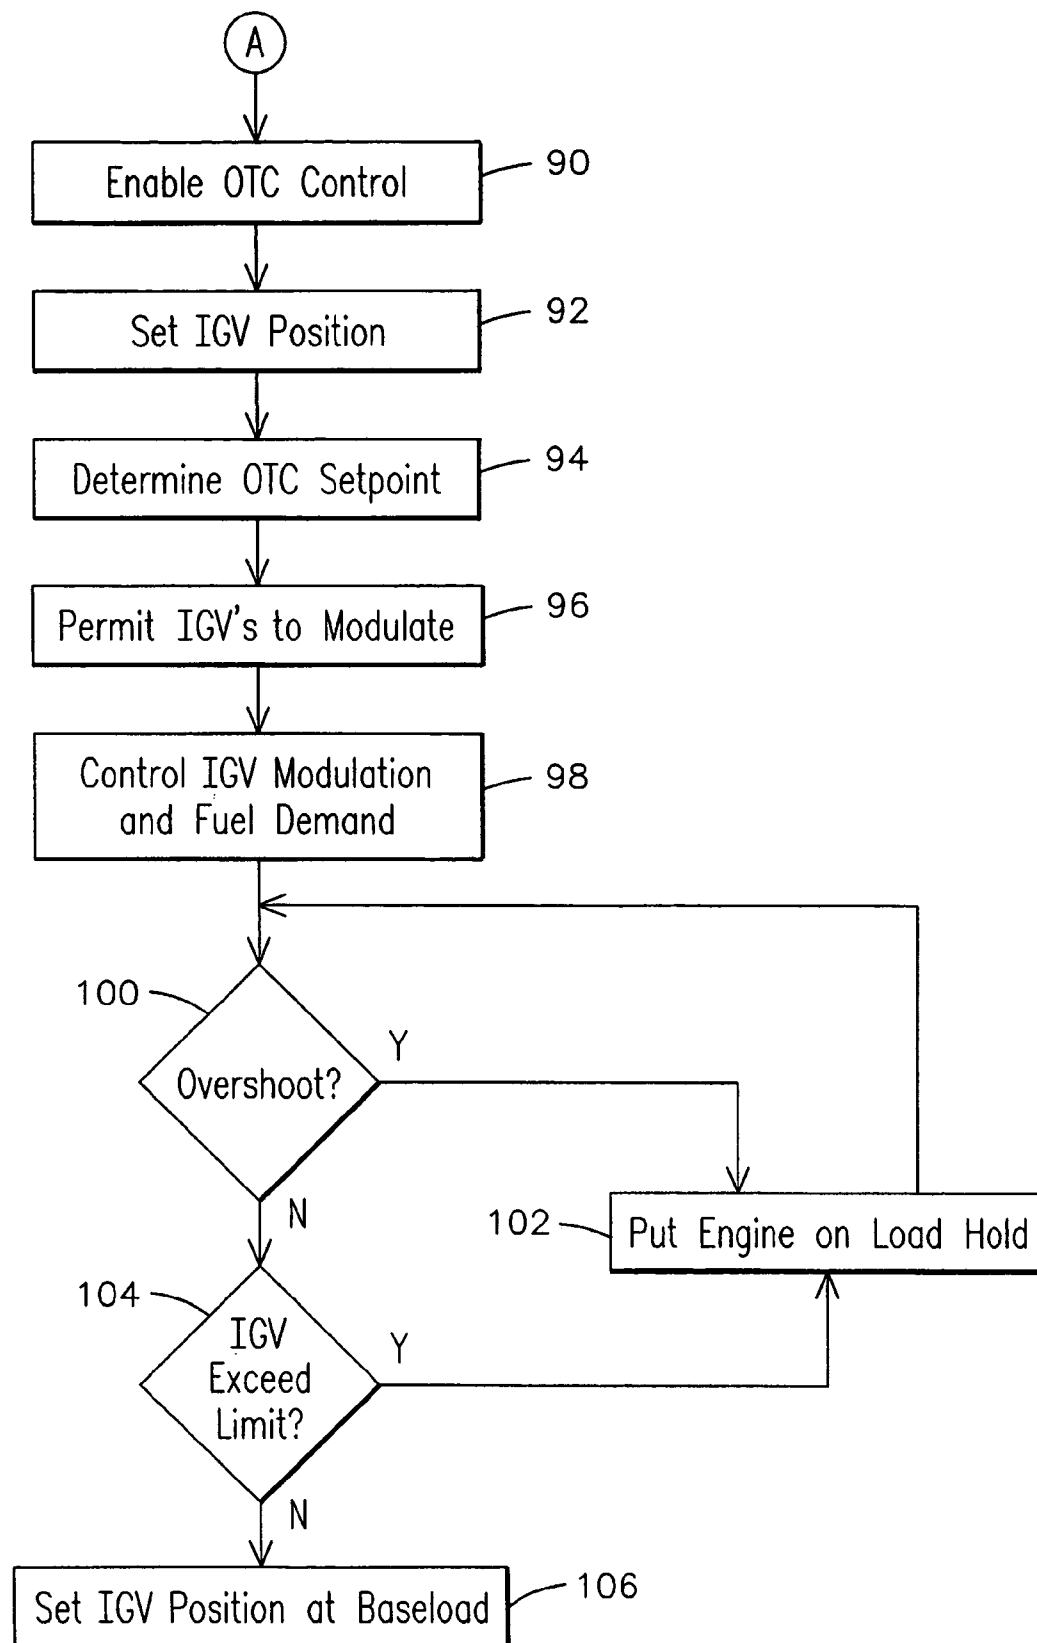 A
Enable OTC Control
90
Set IGV Position
92
Determine OTC Setpoint
94
Permit IGV's to Modulate
96
Control IGV Modulation
and Fuel Demand
98
100
Overshoot?
Y
N
102
Put Engine on Load Hold
104
IGV
Exceed
Limit?
Y
N
Set IGV Position at Baseload
106